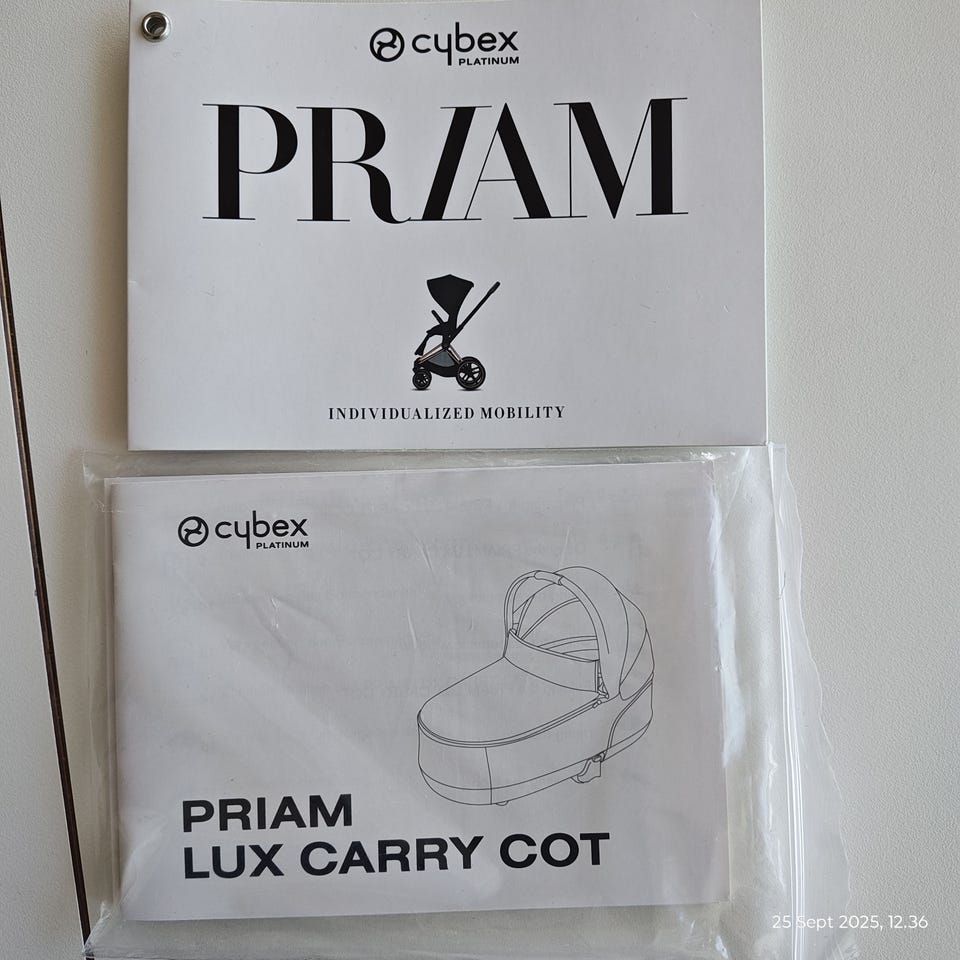 cybex
PLATINUM
PRIAM
INDIVIDUALIZED MOBILITY
cybex
PLATINUM
PRIAM
LUX CARRY COT
25 Sept 2025, 12.36